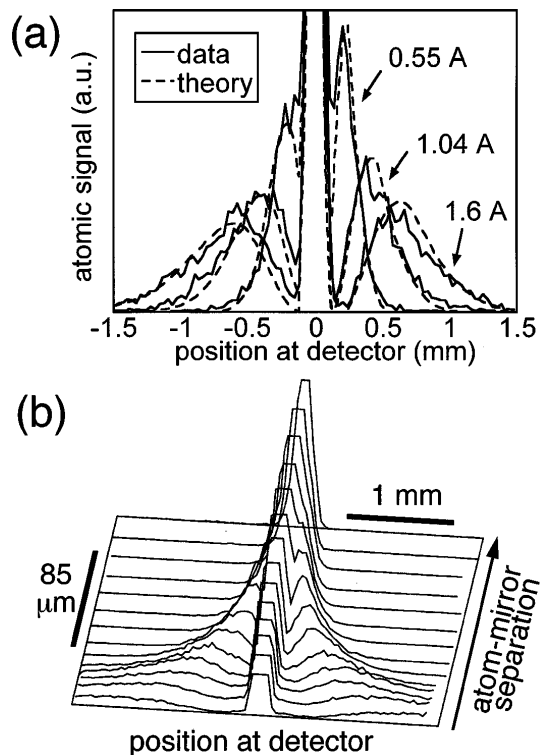 (a)
data
theory
0.55 A
1.04 A
1.6 A
atomic signal (a.u.)
-1.5 -1 -0.5 0 0.5 1 1.5
position at detector (mm)
(b)
1 mm
85
μm
atom-mirror
separation
position at detector